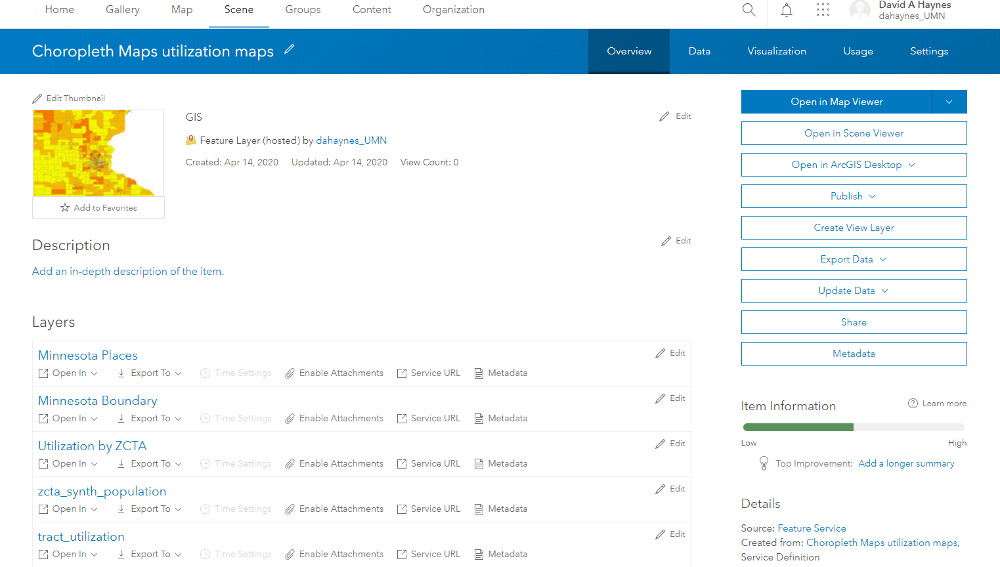 Home Gallery Map Scene Groups Content Organization David A Haynes
dahaynes_UMN
Choropleth Maps utilization maps Overview Data Visualization Usage Settings
Edit Thumbnail
GIS Edit
Feature Layer (hosted) by dahaynes_UMN
Created: Apr 14, 2020 Updated: Apr 14, 2020 View Count: 0
Add to Favorites
Description Edit
Add an in-depth description of the item.
Layers
Minnesota Places Edit
Open In Export To Time Settings Enable Attachments Service URL Metadata
Minnesota Boundary Edit
Open In Export To Time Settings Enable Attachments Service URL Metadata
Utilization by ZCTA Edit
Open In Export To Time Settings Enable Attachments Service URL Metadata
zcta_synth_population Edit
Open In Export To Time Settings Enable Attachments Service URL Metadata
tract_utilization Edit
Open In Export To Time Settings Enable Attachments Service URL Metadata
Open in Map Viewer
Open in Scene Viewer
Open in ArcGIS Desktop
Publish
Create View Layer
Export Data
Update Data
Share
Metadata
Item Information Learn more
Low High
Top Improvement: Add a longer summary
Details
Source: Feature Service
Created from: Choropleth Maps utilization maps,
Service Definition